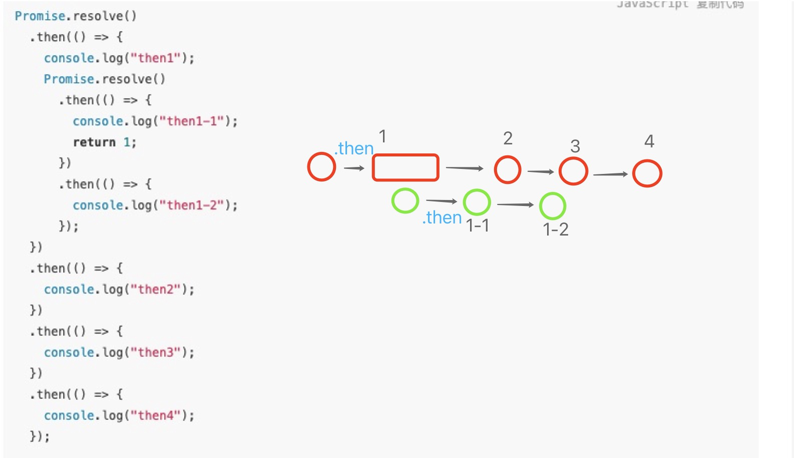 JavaScript 复制代码
Promise.resolve()
  .then(() => {
    console.log("then1");
    Promise.resolve()
      .then(() => {
        console.log("then1-1");
        return 1;
      })
      .then(() => {
        console.log("then1-2");
      });
  })
  .then(() => {
    console.log("then2");
  })
  .then(() => {
    console.log("then3");
  })
  .then(() => {
    console.log("then4");
  });
1
2
3
4
.then
.then
1-1
1-2